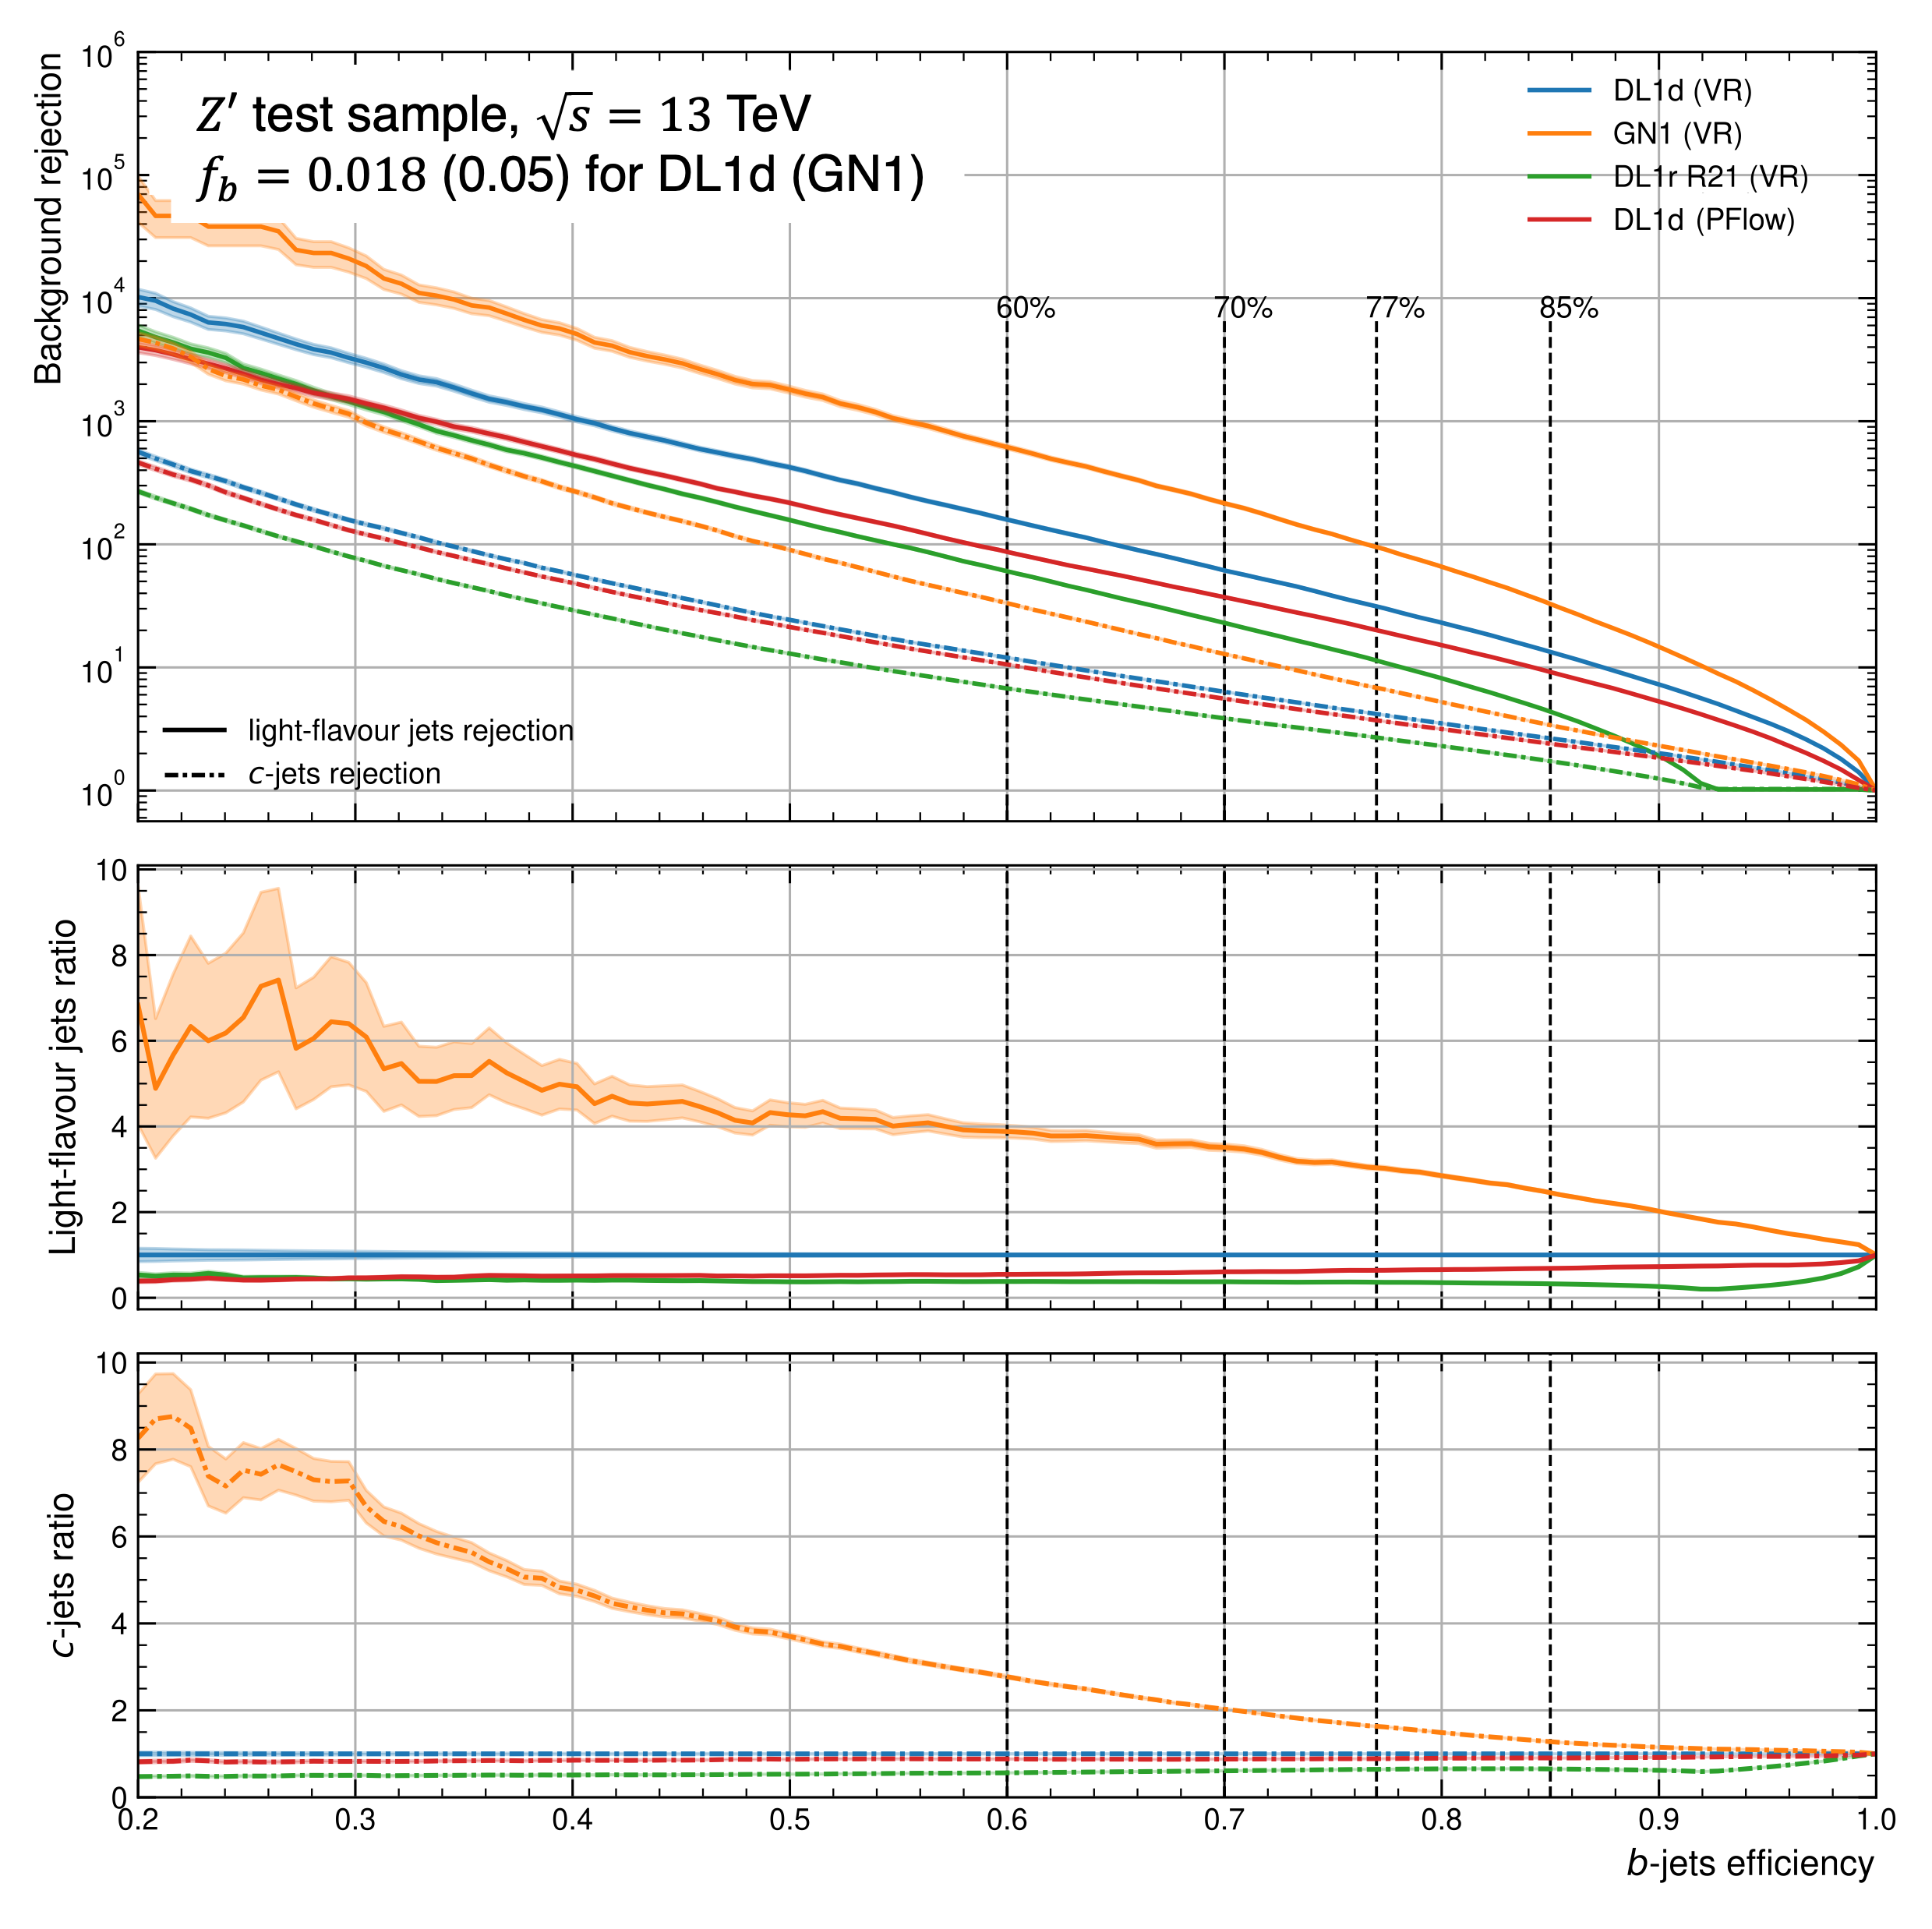 Background rejection
10^6
10^5
10^4
10^3
10^2
10^1
10^0
Z′ test sample, √s = 13 TeV
f_b = 0.018 (0.05) for DL1d (GN1)
DL1d (VR)
GN1 (VR)
DL1r R21 (VR)
DL1d (PFlow)
60% 70% 77% 85%
light-flavour jets rejection
c-jets rejection
Light-flavour jets ratio
10
8
6
4
2
0
c-jets ratio
10
8
6
4
2
0
0.2 0.3 0.4 0.5 0.6 0.7 0.8 0.9 1.0
b-jets efficiency